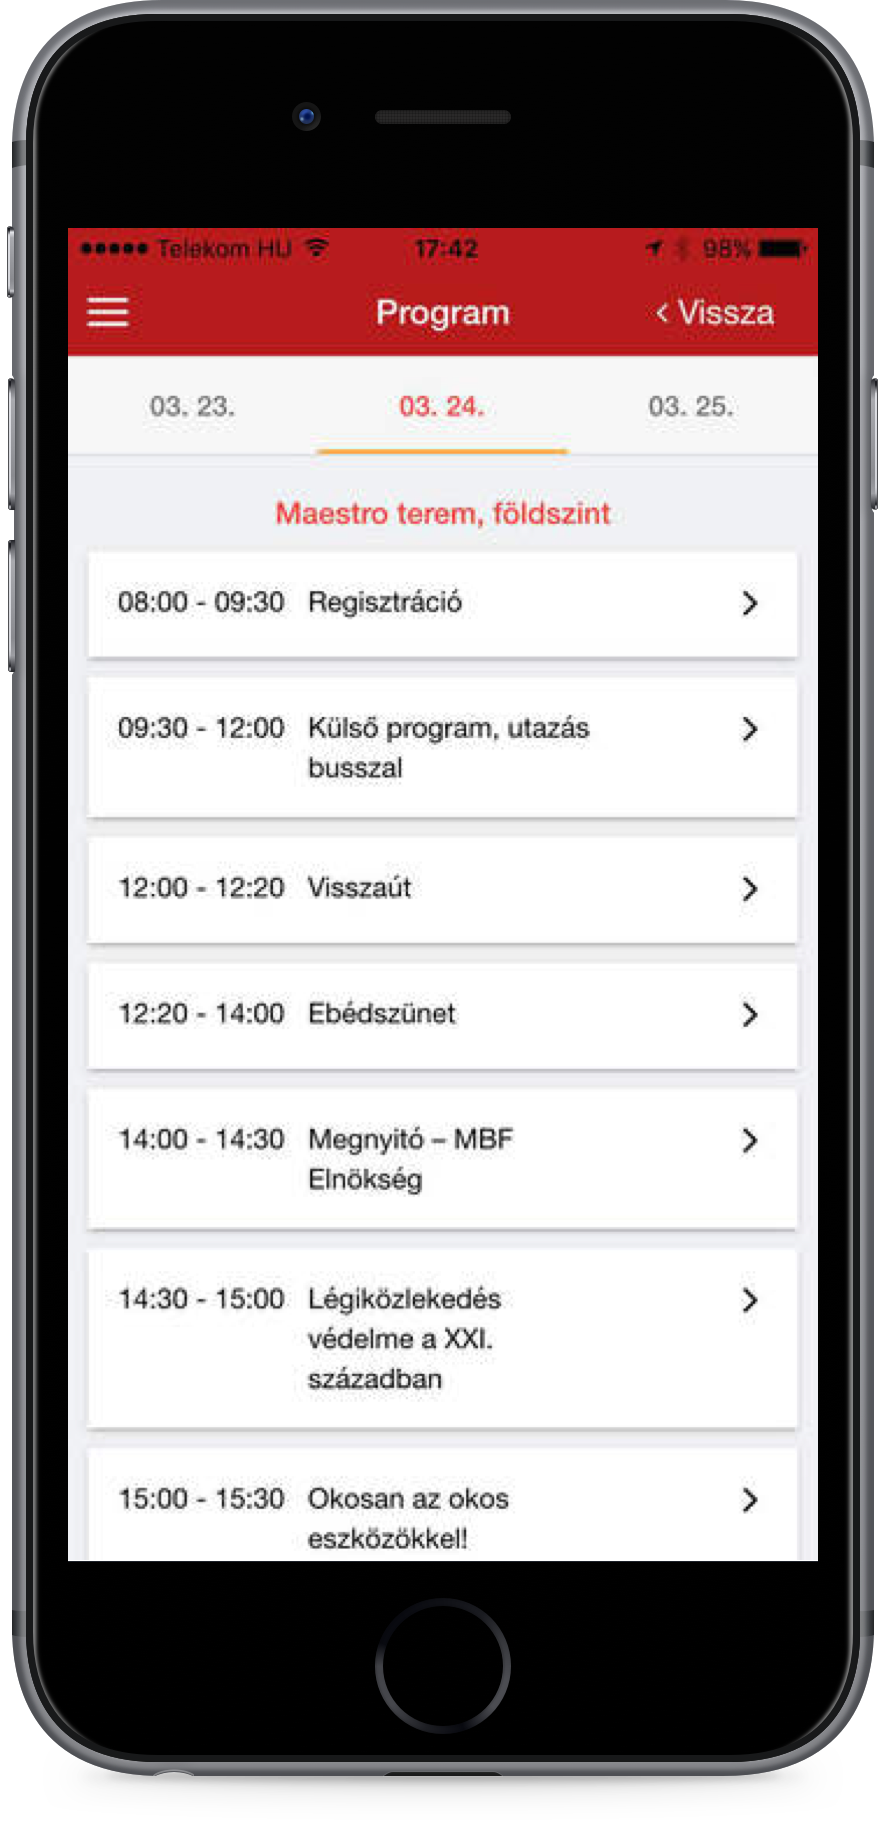 Telekom HU 17:42 98%
Program < Vissza
03. 23. 03. 24. 03. 25.
Maestro terem, földszint
08:00 - 09:30 Regisztráció
09:30 - 12:00 Külső program, utazás
busszal
12:00 - 12:20 Visszaút
12:20 - 14:00 Ebédszünet
14:00 - 14:30 Megnyitó – MBF
Elnökség
14:30 - 15:00 Légiközlekedés
védelme a XXI.
században
15:00 - 15:30 Okosan az okos
eszközökkel!